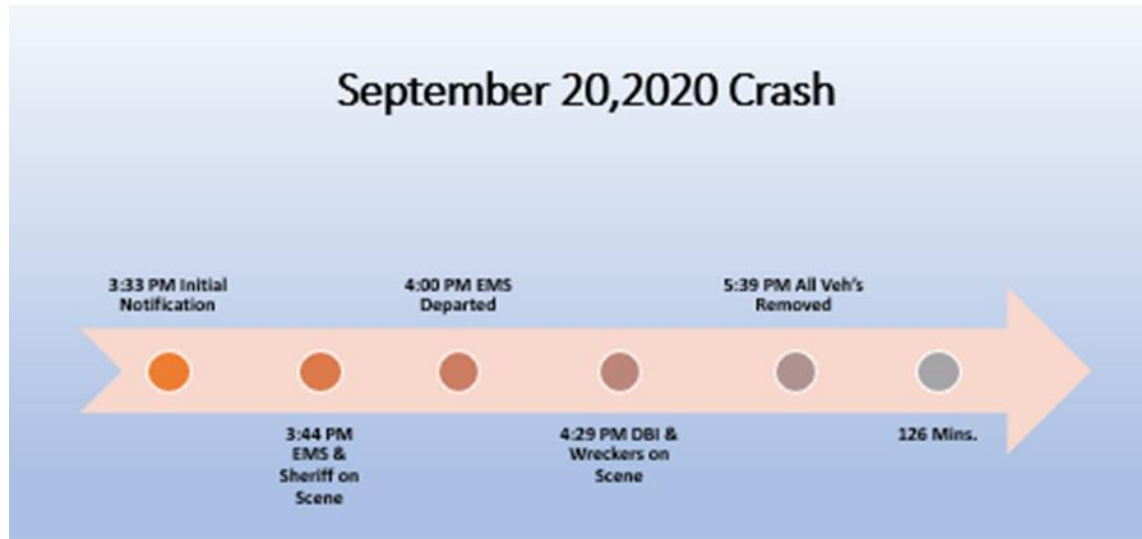 September 20,2020 Crash
3:33 PM Initial
Notification
3:44 PM
EMS &
Sheriff on
Scene
4:00 PM EMS
Departed
4:29 PM DBI &
Wreckers on
Scene
5:39 PM All Veh's
Removed
126 Mins.